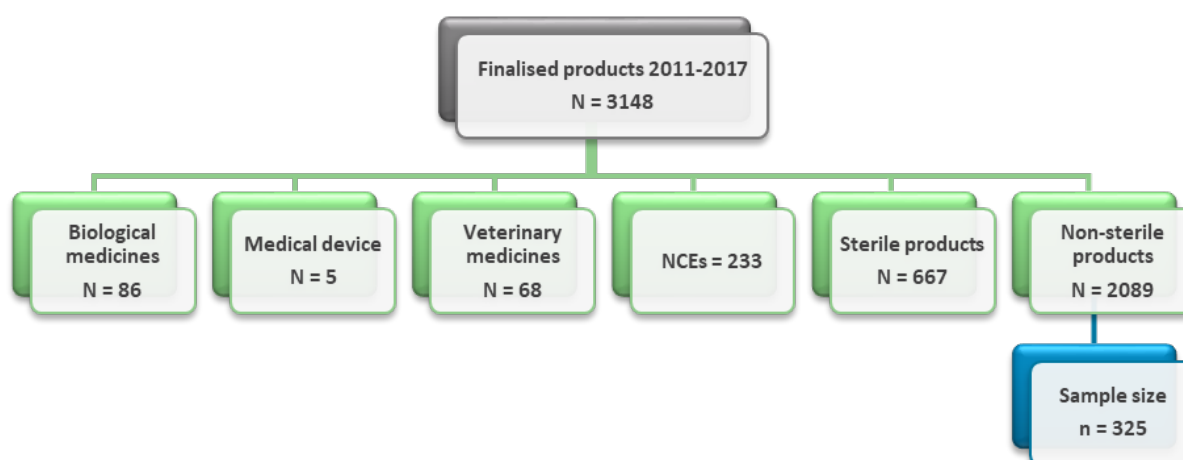 Finalised products 2011-2017
N = 3148
Biological
medicines
N = 86
Medical device
N = 5
Veterinary
medicines
N = 68
NCEs = 233
Sterile products
N = 667
Non-sterile
products
N = 2089
Sample size
n = 325